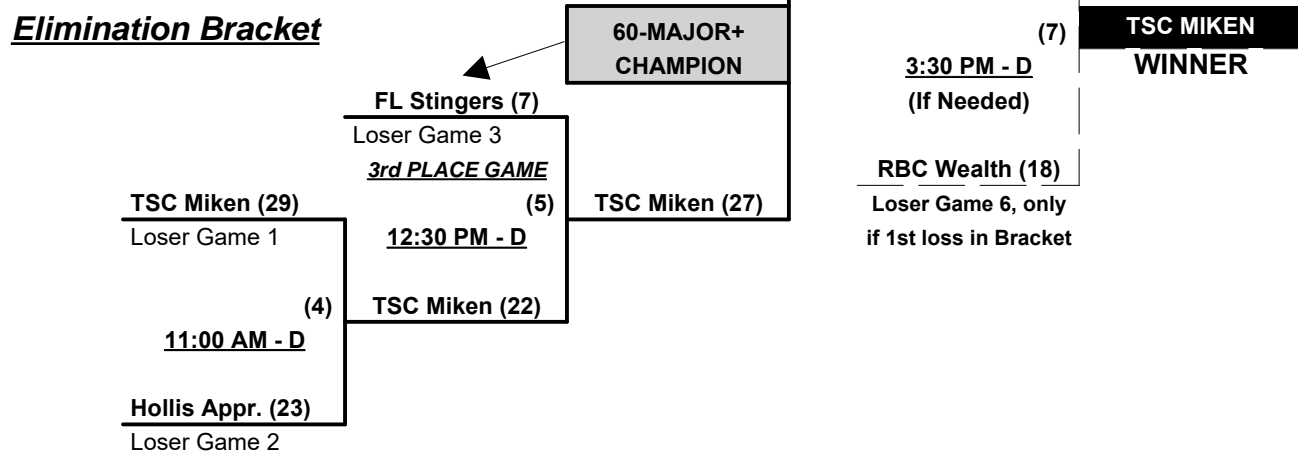 Elimination Bracket
60-MAJOR+
CHAMPION
(7)
TSC MIKEN
WINNER
3:30 PM - D
(If Needed)
FL Stingers (7)
Loser Game 3
3rd PLACE GAME
RBC Wealth (18)
TSC Miken (29)
(5)
TSC Miken (27)
Loser Game 6, only
if 1st loss in Bracket
Loser Game 1
12:30 PM - D
(4)
TSC Miken (22)
11:00 AM - D
Hollis Appr. (23)
Loser Game 2